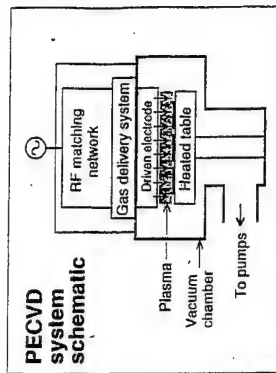 PECVD
system
schematic
RF matching
network
Gas delivery system
Driven electrode
Heated table
Plasma
Vacuum
chamber
To pumps